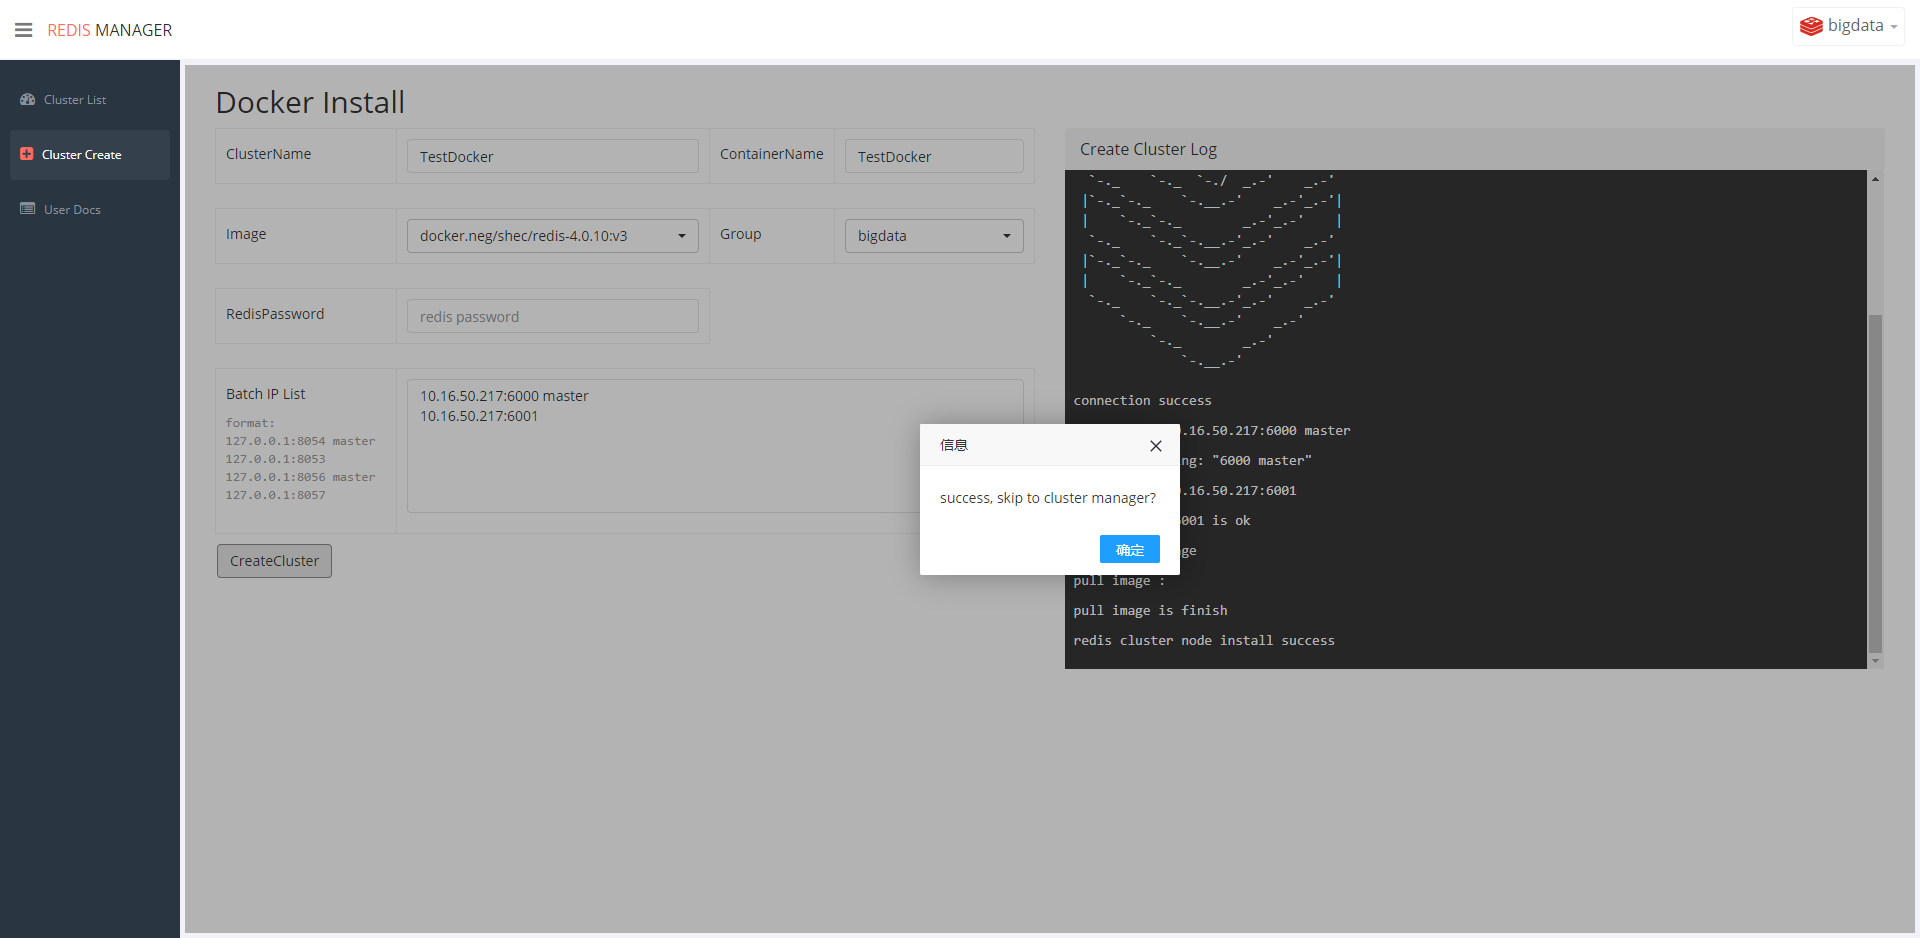 REDIS MANAGER
bigdata
Cluster List
Cluster Create
User Docs
Docker Install
ClusterName
TestDocker
ContainerName
TestDocker
Image
docker.neg/shec/redis-4.0.10:v3
Group
bigdata
RedisPassword
redis password
Batch IP List
format:
127.0.0.1:8054 master
127.0.0.1:8053
127.0.0.1:8056 master
127.0.0.1:8057
10.16.50.217:6000 master
10.16.50.217:6001
CreateCluster
Create Cluster Log
connection success
.16.50.217:6000 master
ng: "6000 master"
.16.50.217:6001
001 is ok
ge
pull image :
pull image is finish
redis cluster node install success
信息
success, skip to cluster manager?
确定